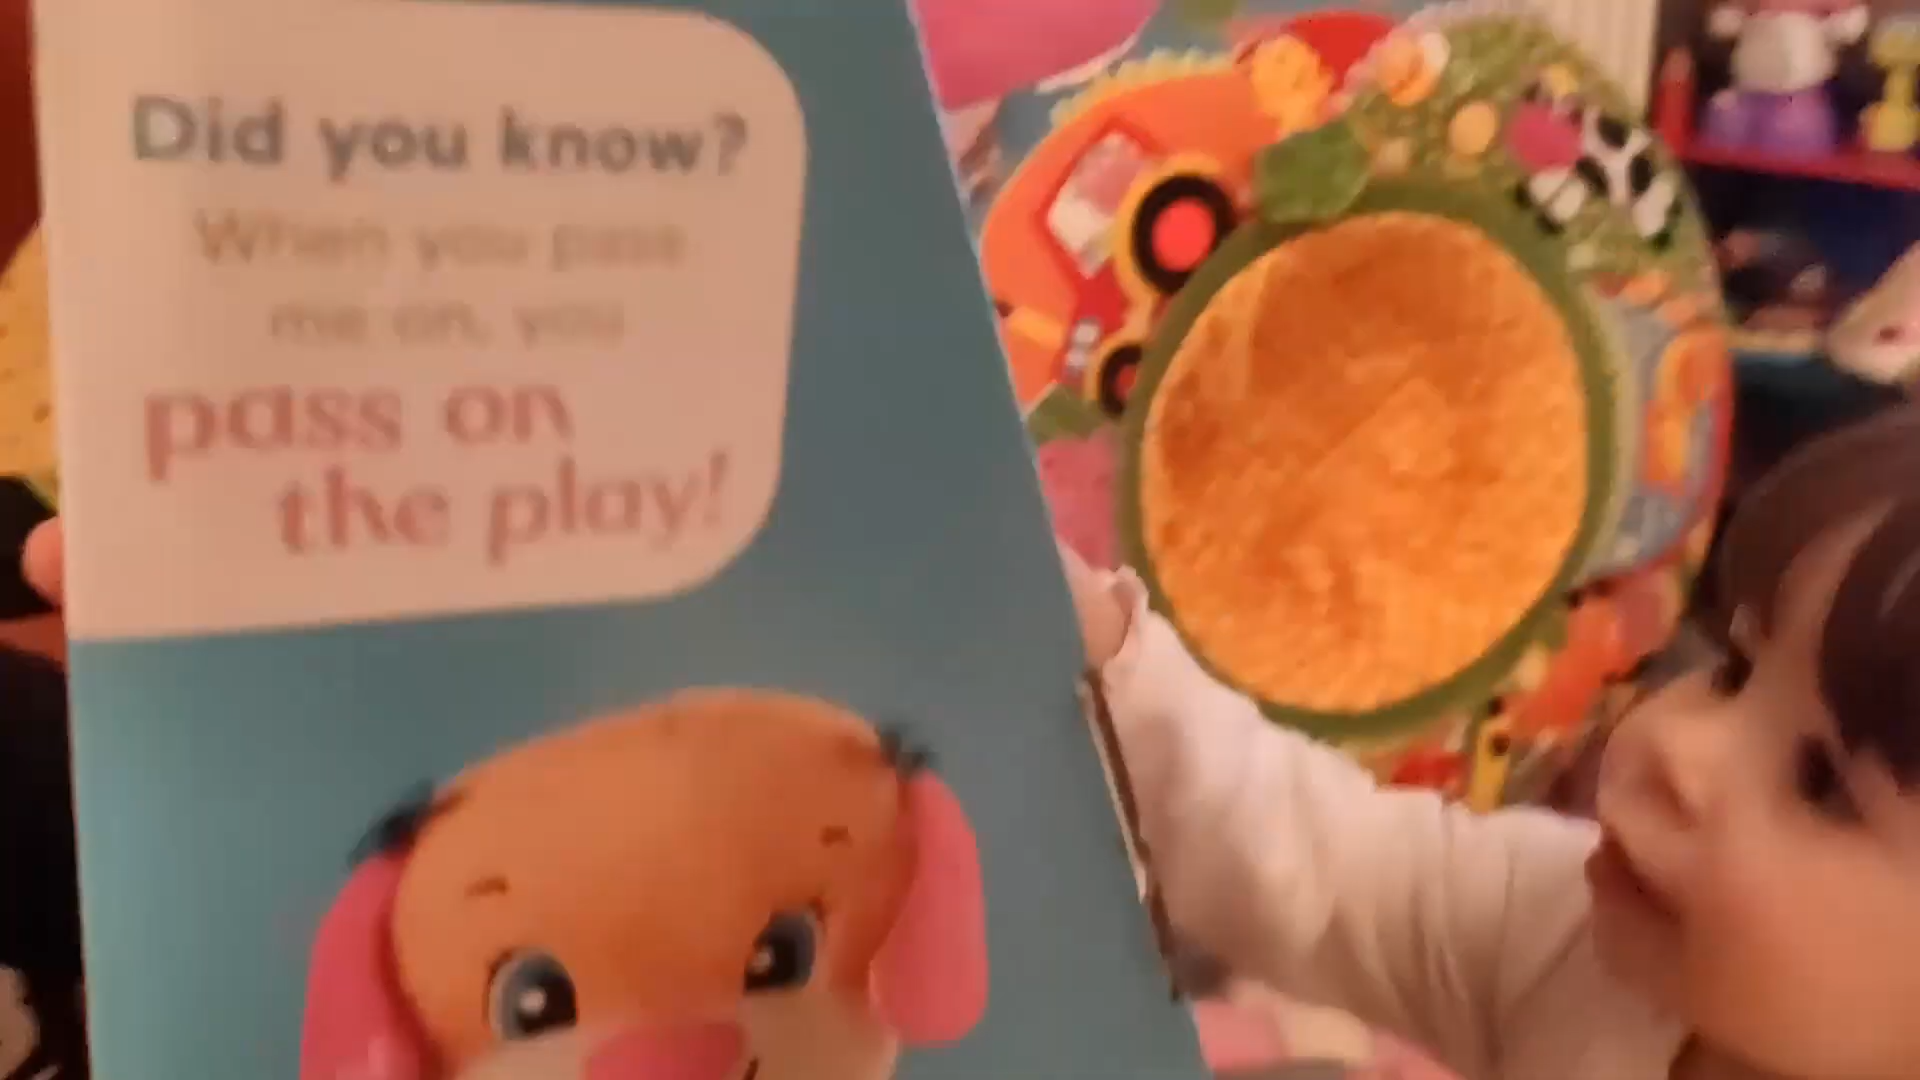 Did you know?
When you pass
me on, you
pass on
the play!